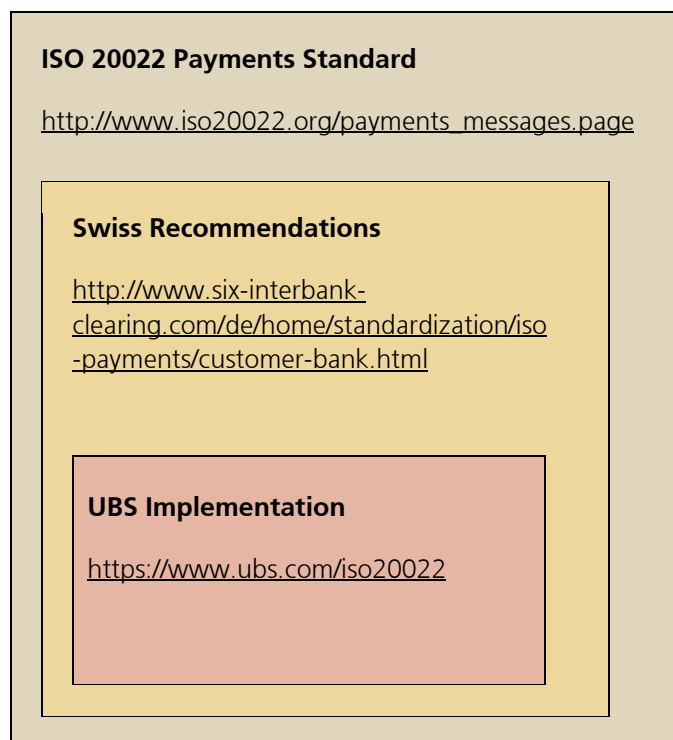 ISO 20022 Payments Standard
http://www.iso20022.org/payments_messages.page
Swiss Recommendations
http://www.six-interbank-
clearing.com/de/home/standardization/iso
-payments/customer-bank.html
UBS Implementation
https://www.ubs.com/iso20022